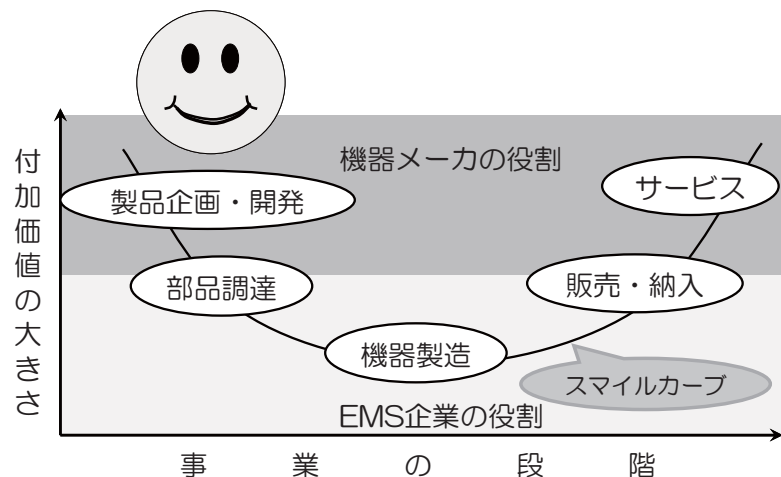 付加価値の大きさ
機器メーカの役割
製品企画・開発
サービス
部品調達
販売・納入
機器製造
スマイルカーブ
EMS企業の役割
事業の段階